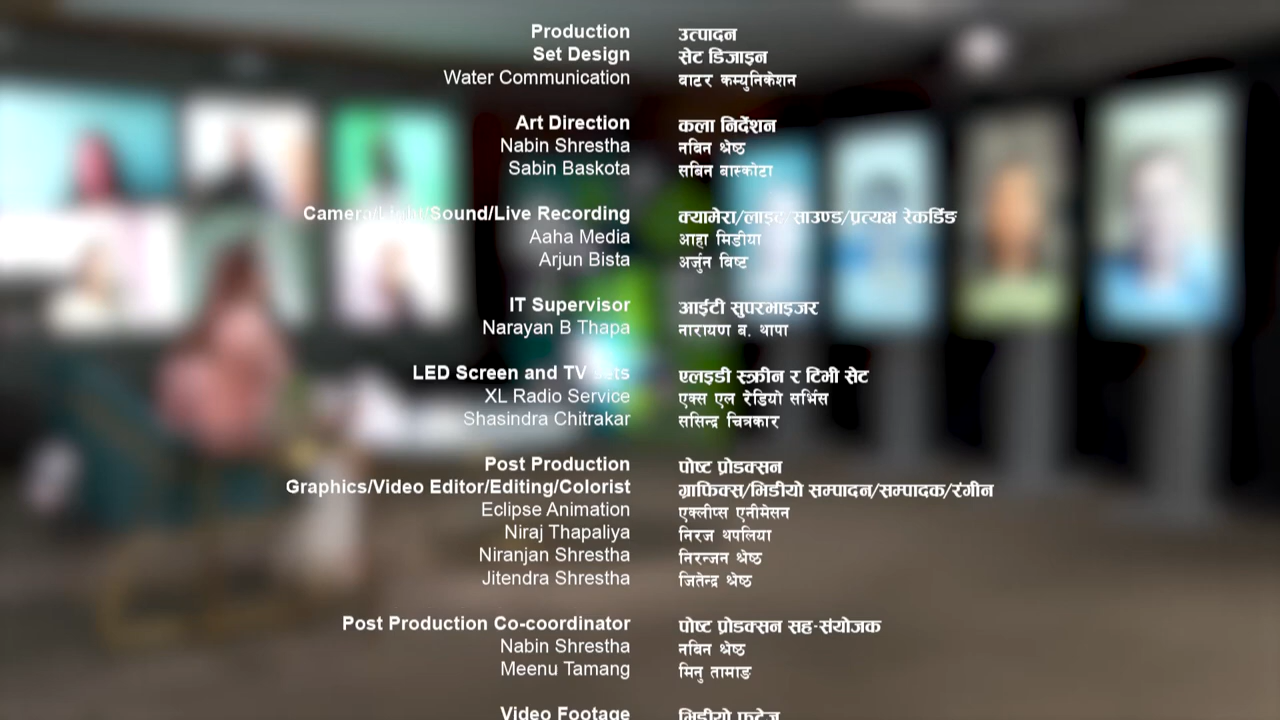 Production उत्पादन
Set Design सेट डिजाइन
Water Communication बाटर कम्युनिकेशन
Art Direction कला निर्देशन
Nabin Shrestha नबिन श्रेष्ठ
Sabin Baskota सबिन बास्कोटा
Camera/Light/Sound/Live Recording क्यामेरा/लाइट/साउण्ड/प्रत्यक्ष रेकर्डिङ
Aaha Media आहा मिडीया
Arjun Bista अर्जुन बिष्ट
IT Supervisor आईटी सुपरभाइजर
Narayan B Thapa नारायण ब. थापा
LED Screen and TV Sets एलइडी स्क्रीन र टिभी सेट
XL Radio Service एक्स एल रेडियो सर्भिस
Shasindra Chitrakar ससिन्द्र चित्रकार
Post Production पोष्ट प्रोडक्सन
Graphics/Video Editor/Editing/Colorist ग्राफिक्स/भिडीयो सम्पादन/सम्पादक/रंगीन
Eclipse Animation एक्लीप्स एनीमेसन
Niraj Thapaliya निरज थपलिया
Niranjan Shrestha निरन्जन श्रेष्ठ
Jitendra Shrestha जितेन्द्र श्रेष्ठ
Post Production Co-coordinator पोष्ट प्रोडक्सन सह-संयोजक
Nabin Shrestha नबिन श्रेष्ठ
Meenu Tamang मिनु तामाङ
Video Footage भिडीयो फुटेज